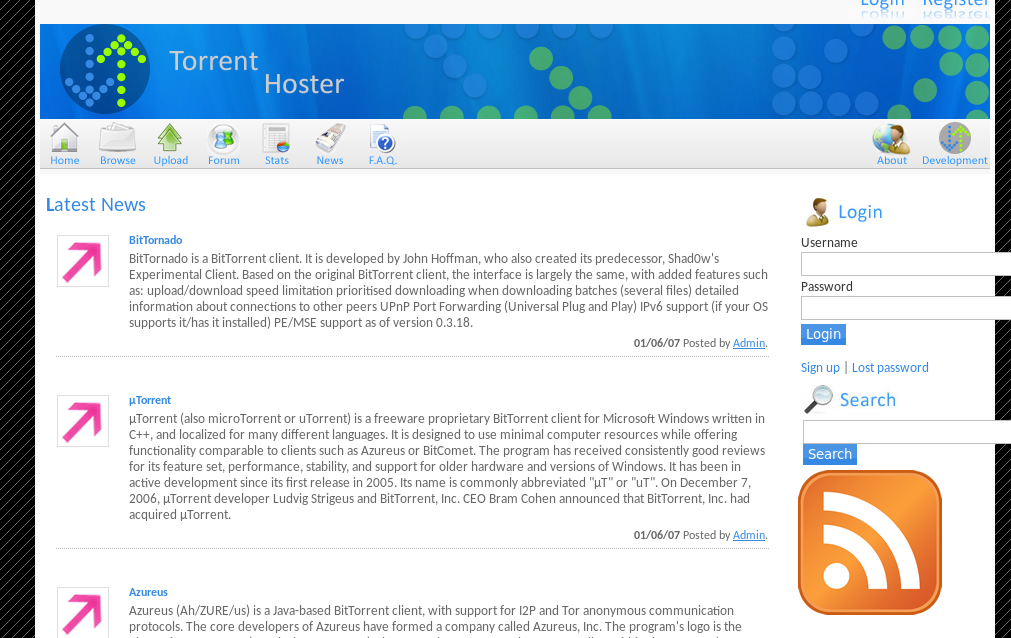 Login Register
Torrent
Hoster
Home Browse Upload Forum Stats News F.A.Q. About Development
Latest News
BitTornado
BitTornado is a BitTorrent client. It is developed by John Hoffman, who also created its predecessor, Shad0w's
Experimental Client. Based on the original BitTorrent client, the interface is largely the same, with added features such
as: upload/download speed limitation prioritised downloading when downloading batches (several files) detailed
information about connections to other peers UPnP Port Forwarding (Universal Plug and Play) IPv6 support (if your OS
supports it/has it installed) PE/MSE support as of version 0.3.18.
01/06/07 Posted by Admin.
µTorrent
µTorrent (also microTorrent or uTorrent) is a freeware proprietary BitTorrent client for Microsoft Windows written in
C++, and localized for many different languages. It is designed to use minimal computer resources while offering
functionality comparable to clients such as Azureus or BitComet. The program has received consistently good reviews
for its feature set, performance, stability, and support for older hardware and versions of Windows. It has been in
active development since its first release in 2005. Its name is commonly abbreviated "µT" or "uT". On December 7,
2006, µTorrent developer Ludvig Strigeus and BitTorrent, Inc. CEO Bram Cohen announced that BitTorrent, Inc. had
acquired µTorrent.
01/06/07 Posted by Admin.
Azureus
Azureus (Ah/ZURE/us) is a Java-based BitTorrent client, with support for I2P and Tor anonymous communication
protocols. The core developers of Azureus have formed a company called Azureus, Inc. The program's logo is the
Login
Username
Password
Login
Sign up | Lost password
Search
Search